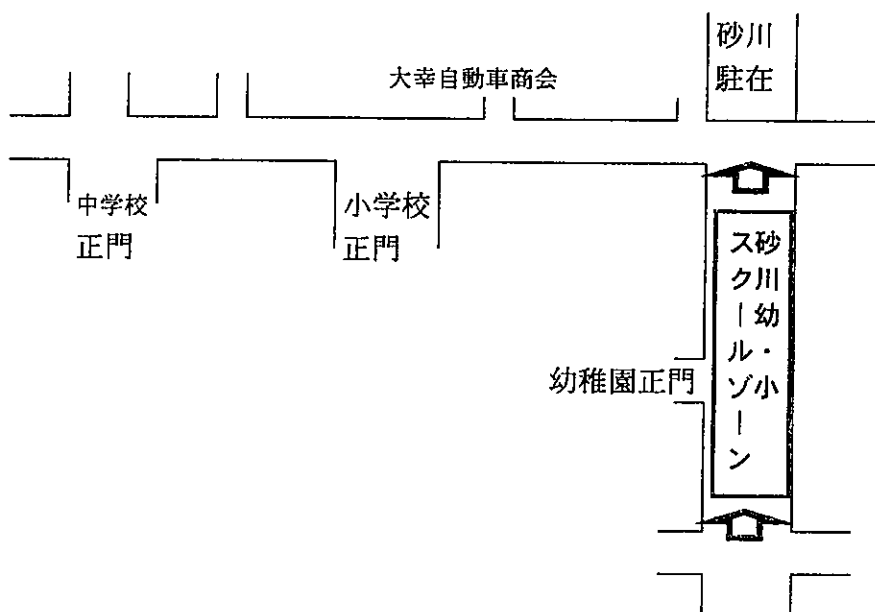 砂川
駐在
大幸自動車商会
中学校
正門
小学校
正門
砂川幼・小
スクールゾーン
幼稚園正門